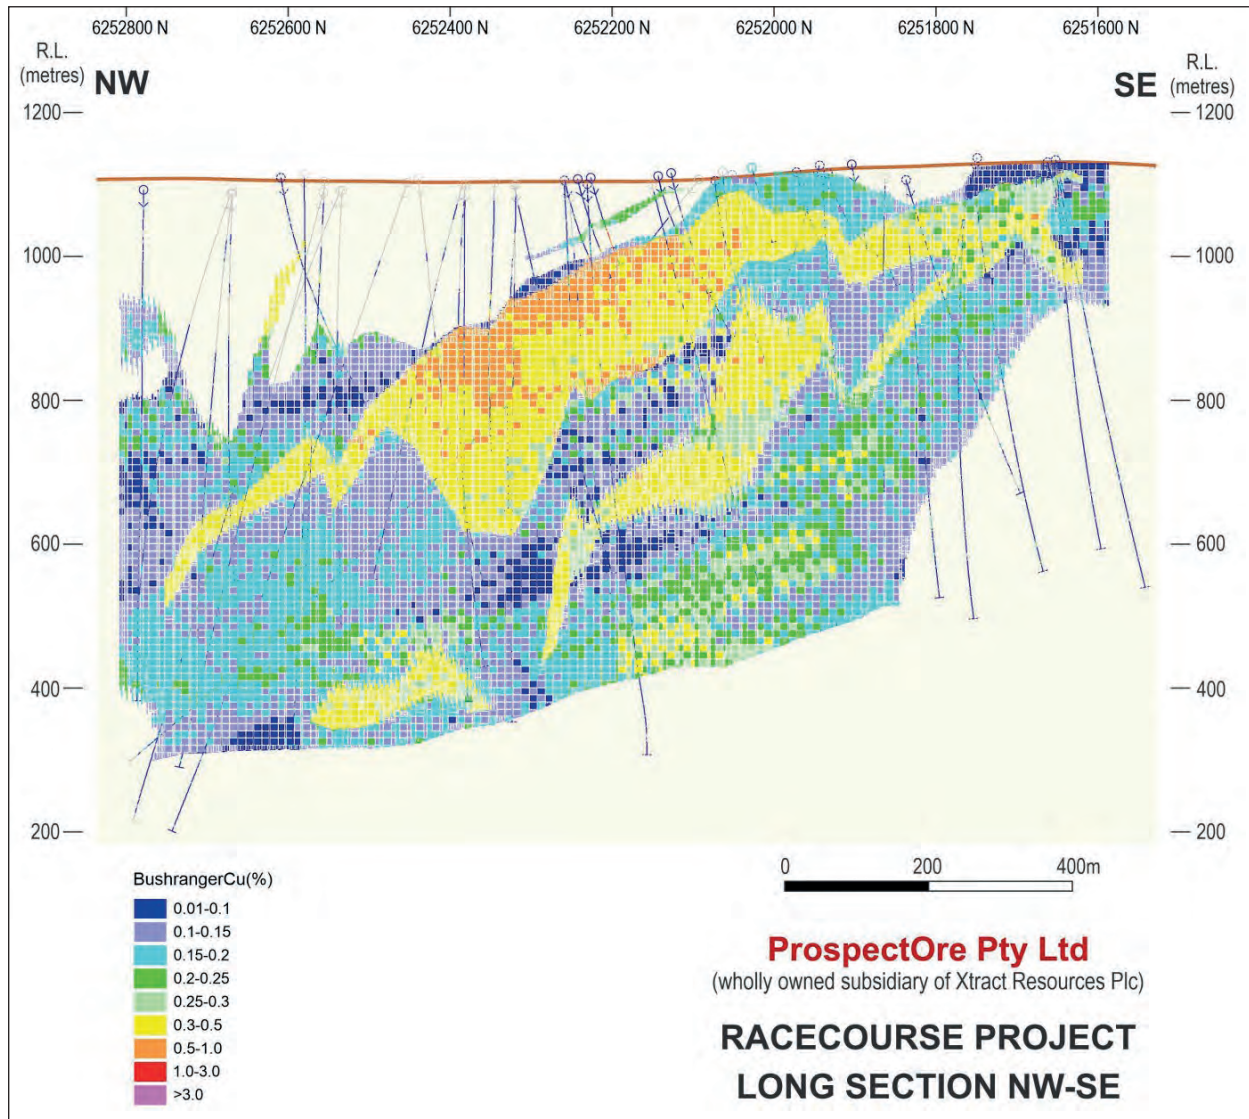 6252800 N
6252600 N
6252400 N
6252200 N
6252000 N
6251800 N
6251600 N
R.L.
(metres)
NW
SE
R.L.
(metres)
1200
1200
1000
1000
800
800
600
600
400
400
200
200
BushrangerCu(%)
0.01-0.1
0.1-0.15
0.15-0.2
0.2-0.25
0.25-0.3
0.3-0.5
0.5-1.0
1.0-3.0
>3.0
0
200
400m
ProspectOre Pty Ltd
(wholly owned subsidiary of Xtract Resources Plc)
RACECOURSE PROJECT
LONG SECTION NW-SE